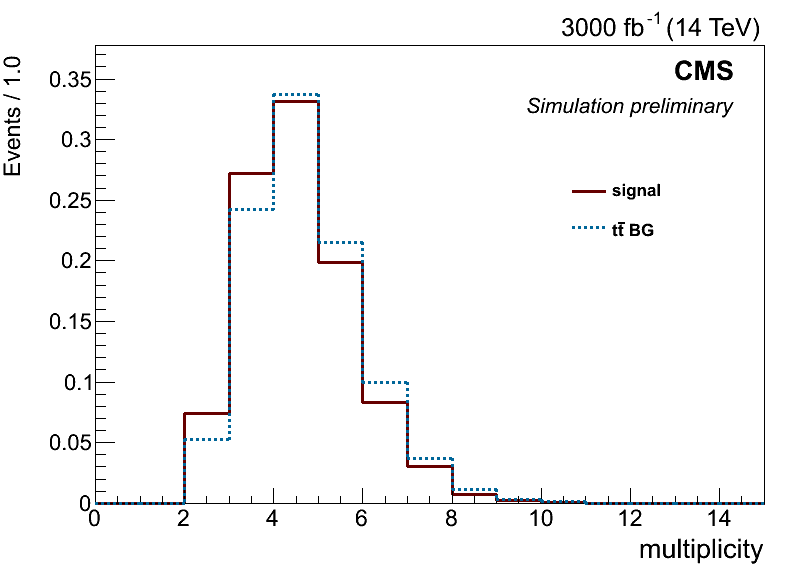 3000 fb⁻¹ (14 TeV)
Events / 1.0
CMS
Simulation preliminary
signal
tt̄ BG
0.35
0.3
0.25
0.2
0.15
0.1
0.05
0
0 2 4 6 8 10 12 14
multiplicity